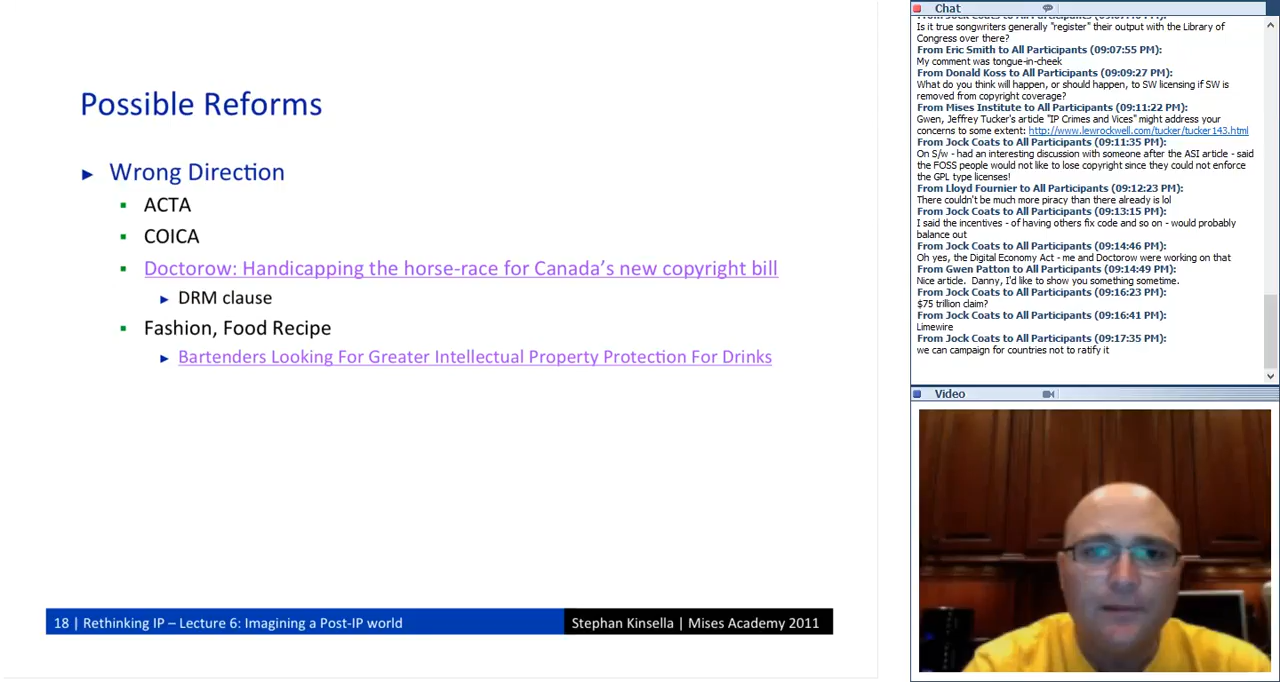 Possible Reforms
► Wrong Direction
▪ ACTA
▪ COICA
▪ Doctorow: Handicapping the horse-race for Canada's new copyright bill
► DRM clause
▪ Fashion, Food Recipe
► Bartenders Looking For Greater Intellectual Property Protection For Drinks
18 | Rethinking IP – Lecture 6: Imagining a Post-IP world
Stephan Kinsella | Mises Academy 2011
Chat
From Jock Coats to All Participants
Is it true songwriters generally "register" their output with the Library of
Congress over there?
From Eric Smith to All Participants (09:07:55 PM):
My comment was tongue-in-cheek
From Donald Koss to All Participants (09:09:27 PM):
What do you think will happen, or should happen, to SW licensing if SW is
removed from copyright coverage?
From Mises Institute to All Participants (09:11:22 PM):
Gwen, Jeffrey Tucker's article "IP Crimes and Vices" might address your
concerns to some extent: http://www.lewrockwell.com/tucker/tucker143.html
From Jock Coats to All Participants (09:11:35 PM):
On S/w - had an interesting discussion with someone after the ASI article - said
the FOSS people would not like to lose copyright since they could not enforce
the GPL type licenses!
From Lloyd Fournier to All Participants (09:12:23 PM):
There couldn't be much more piracy than there already is lol
From Jock Coats to All Participants (09:13:15 PM):
I said the incentives - of having others fix code and so on - would probably
balance out
From Jock Coats to All Participants (09:14:46 PM):
Oh yes, the Digital Economy Act - me and Doctorow were working on that
From Gwen Patton to All Participants (09:14:49 PM):
Nice article.  Danny, I'd like to show you something sometime.
From Jock Coats to All Participants (09:16:23 PM):
$75 trillion claim?
From Jock Coats to All Participants (09:16:41 PM):
Limewire
From Jock Coats to All Participants (09:17:35 PM):
we can campaign for countries not to ratify it
Video